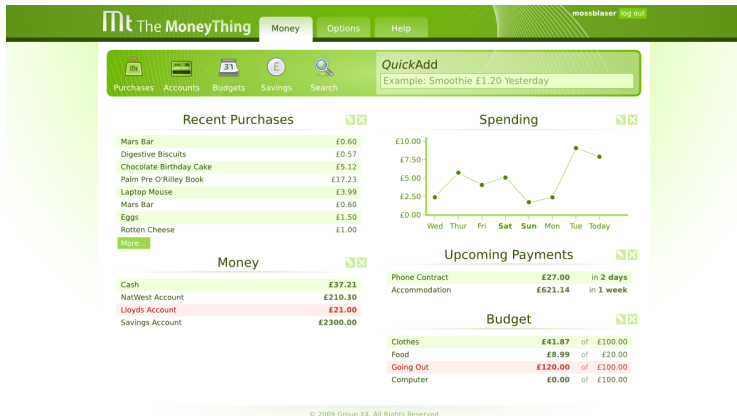 mt The MoneyThing
Money
Options
Help
mossblaser log out
mt
31
£
Purchases
Accounts
Budgets
Savings
Search
QuickAdd
Example: Smoothie £1.20 Yesterday
Recent Purchases
Mars Bar £0.60
Digestive Biscuits £0.57
Chocolate Birthday Cake £5.12
Palm Pre O'Rilley Book £17.23
Laptop Mouse £3.99
Mars Bar £0.60
Eggs £1.50
Rotten Cheese £1.00
More...
Money
Cash £37.21
NatWest Account £210.30
Lloyds Account £21.00
Savings Account £2300.00
Spending
£10.00
£7.50
£5.00
£2.50
£0.00
Wed Thur Fri Sat Sun Mon Tue Today
Upcoming Payments
Phone Contract £27.00 in 2 days
Accommodation £621.14 in 1 week
Budget
Clothes £41.87 of £100.00
Food £8.99 of £20.00
Going Out £120.00 of £100.00
Computer £0.00 of £100.00
© 2009 Group X4. All Rights Reserved